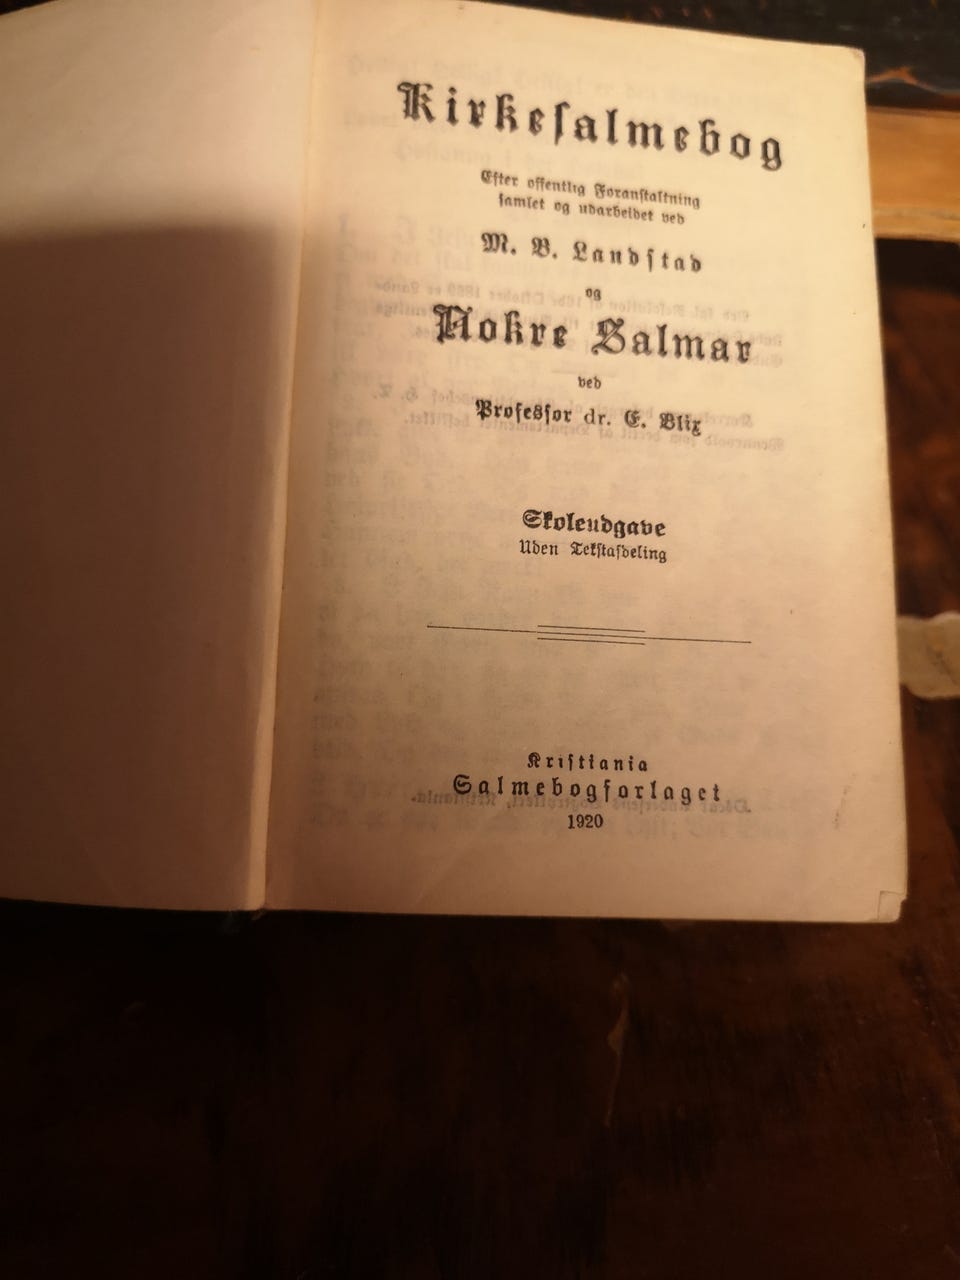 Kirkesalmebog
Efter offentlig Foranstaltning
samlet og udarbeidet ved
M. B. Landstad
og
Nokre Salmar
ved
Professor dr. E. Blix
Skoleudgave
Uden Tekstafdeling
Kristiania
Salmebogforlaget
1920